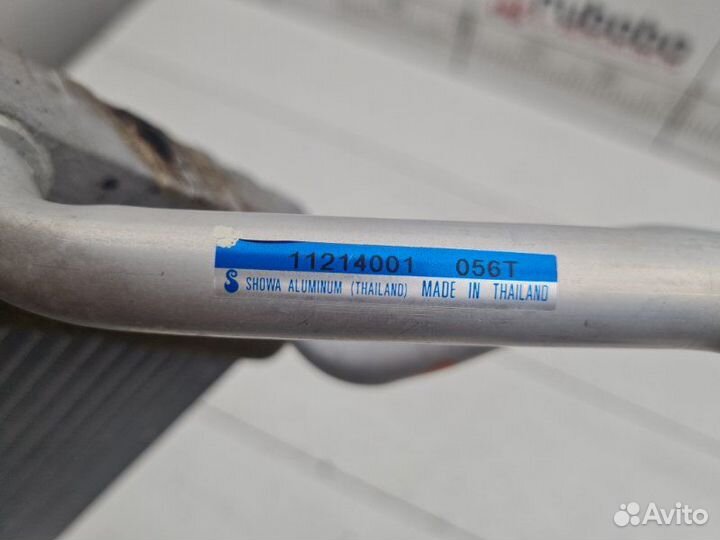 11214001 056T
SHOWA ALUMINUM (THAILAND) MADE IN THAILAND
Avito